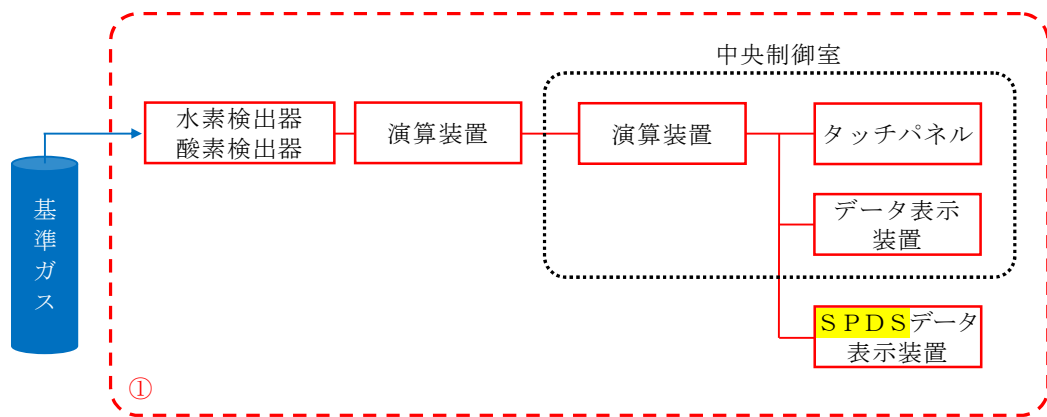 中央制御室
水素検出器
酸素検出器
演算装置
演算装置
タッチパネル
基準ガス
データ表示
装置
ＳＰＤＳデータ
表示装置
①